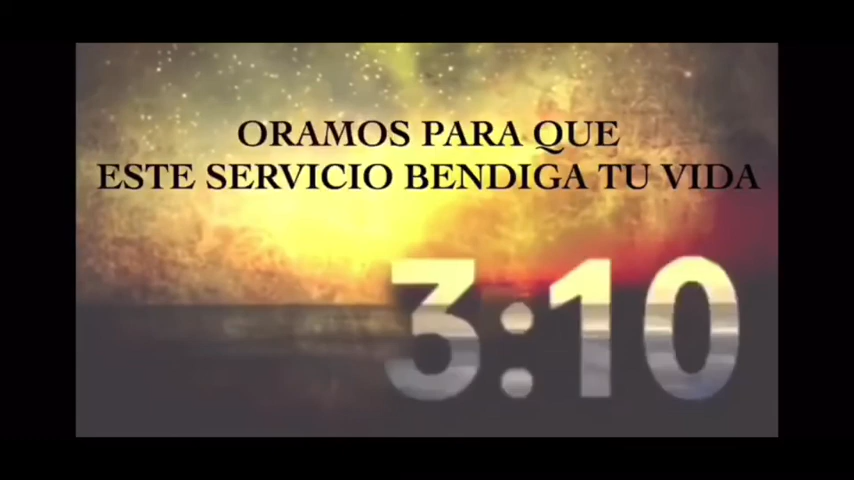 ORAMOS PARA QUE
ESTE SERVICIO BENDIGA TU VIDA
3:10